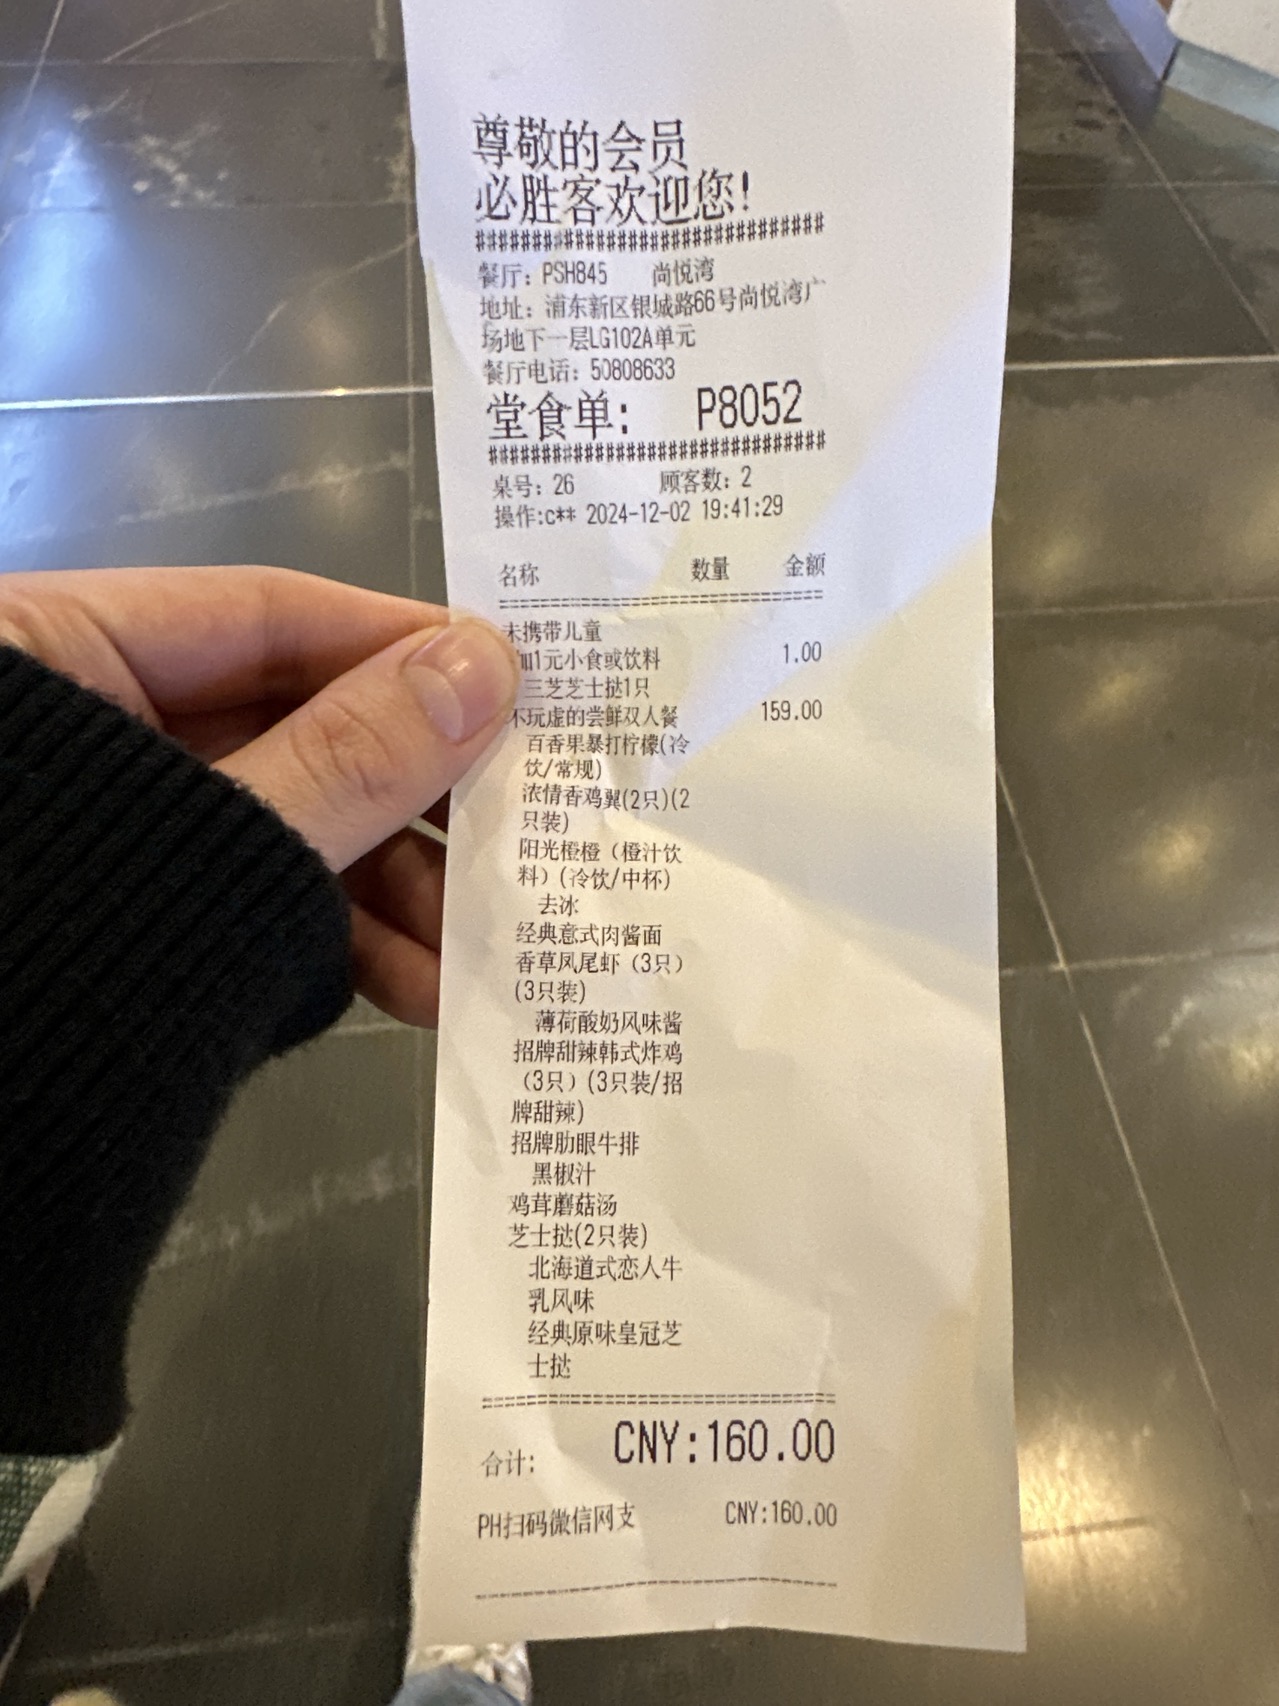 尊敬的会员
必胜客欢迎您!
##############################
餐厅: PSH845 尚悦湾
地址: 浦东新区银城路66号尚悦湾广
场地下一层LG102A单元
餐厅电话: 50808633
堂食单: P8052
##############################
桌号: 26 顾客数: 2
操作:c** 2024-12-02 19:41:29
名称 数量 金额
未携带儿童
加1元小食或饮料 1.00
三芝芝士挞1只
不玩虚的尝鲜双人餐 159.00
百香果暴打柠檬(冷
饮/常规)
浓情香鸡翼(2只)(2
只装)
阳光橙橙（橙汁饮
料）(冷饮/中杯)
去冰
经典意式肉酱面
香草凤尾虾（3只）
(3只装)
薄荷酸奶风味酱
招牌甜辣韩式炸鸡
（3只）(3只装/招
牌甜辣)
招牌肋眼牛排
黑椒汁
鸡茸蘑菇汤
芝士挞(2只装)
北海道式恋人牛
乳风味
经典原味皇冠芝
士挞
合计: CNY:160.00
PH扫码微信网支 CNY:160.00